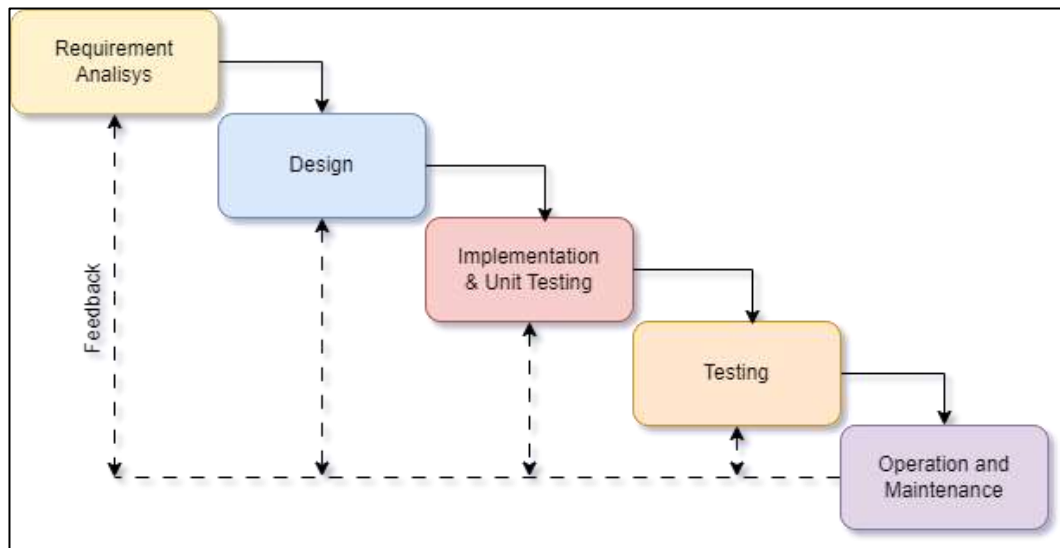 Requirement
Analisys
Design
Implementation
& Unit Testing
Feedback
Testing
Operation and
Maintenance